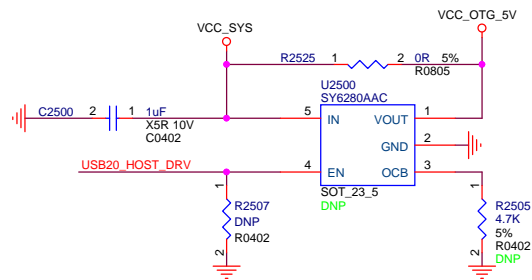 VCC_SYS
VCC_OTG_5V
R2525 1 2 0R 5%
R0805
U2500
SY6280AAC
C2500 2 1 1uF
X5R 10V
C0402
5 IN VOUT 1
GND 2
USB20_HOST_DRV 4 EN OCB 3
SOT_23_5
DNP
1
R2507
DNP
R0402
2
1
R2505
4.7K
5%
R0402
DNP
2